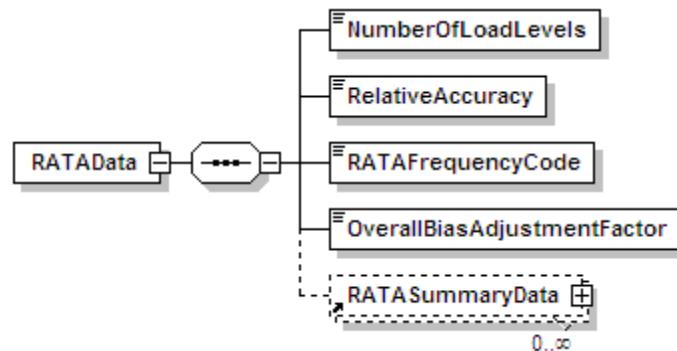 NumberOfLoadLevels
RelativeAccuracy
RATAData
RATAFrequencyCode
OverallBiasAdjustmentFactor
RATASummaryData
0..∞